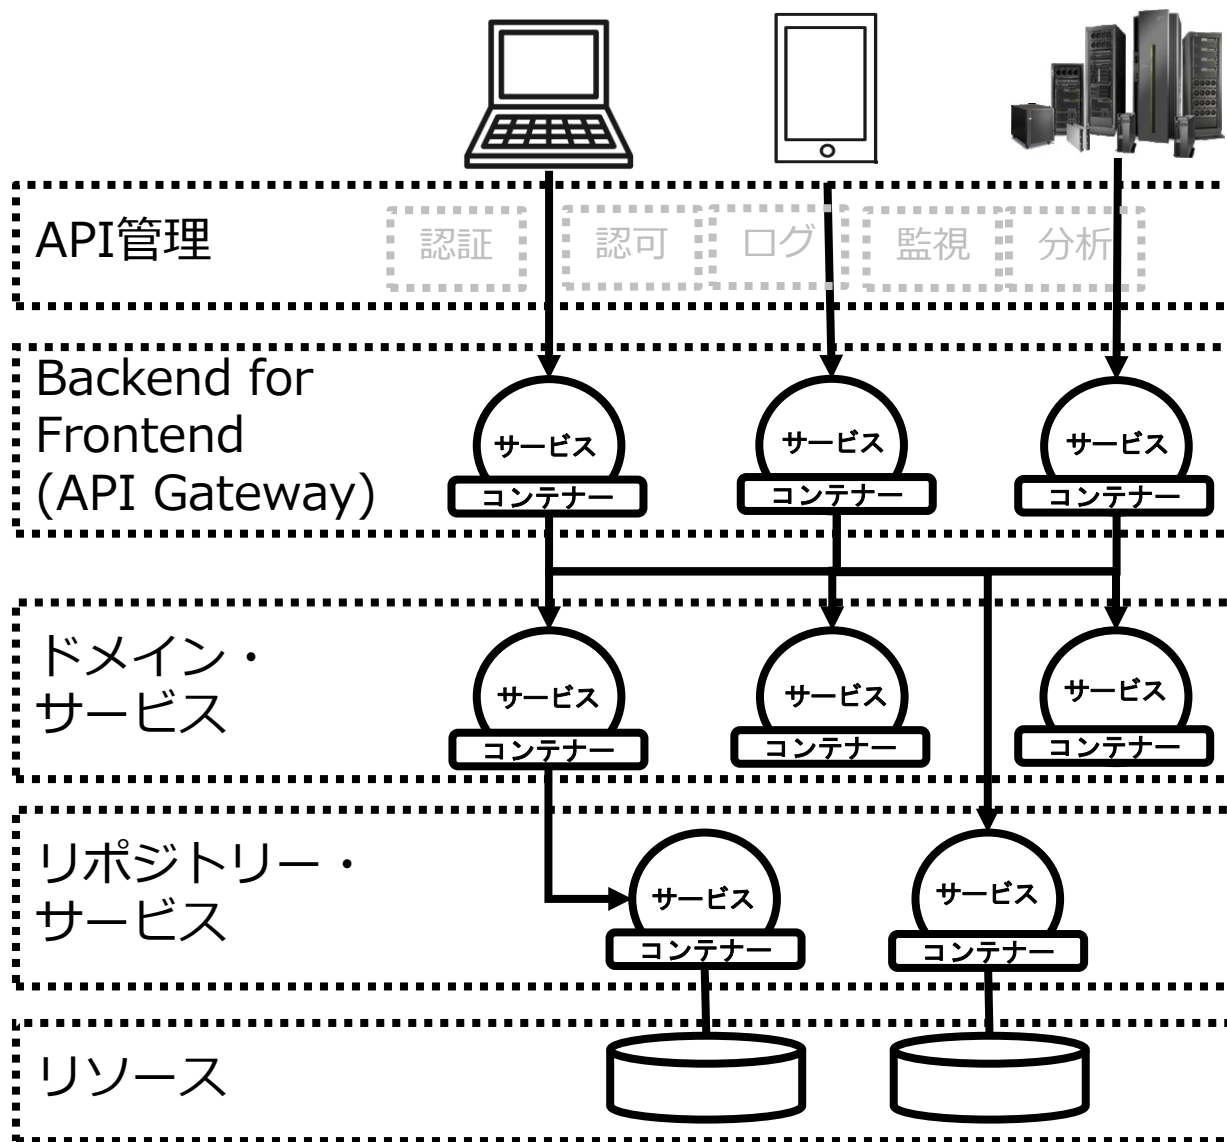 API管理
認証
認可
ログ
監視
分析
Backend for
Frontend
(API Gateway)
サービス
サービス
サービス
コンテナー
コンテナー
コンテナー
ドメイン・
サービス
サービス
サービス
サービス
コンテナー
コンテナー
コンテナー
リポジトリー・
サービス
サービス
サービス
コンテナー
コンテナー
リソース